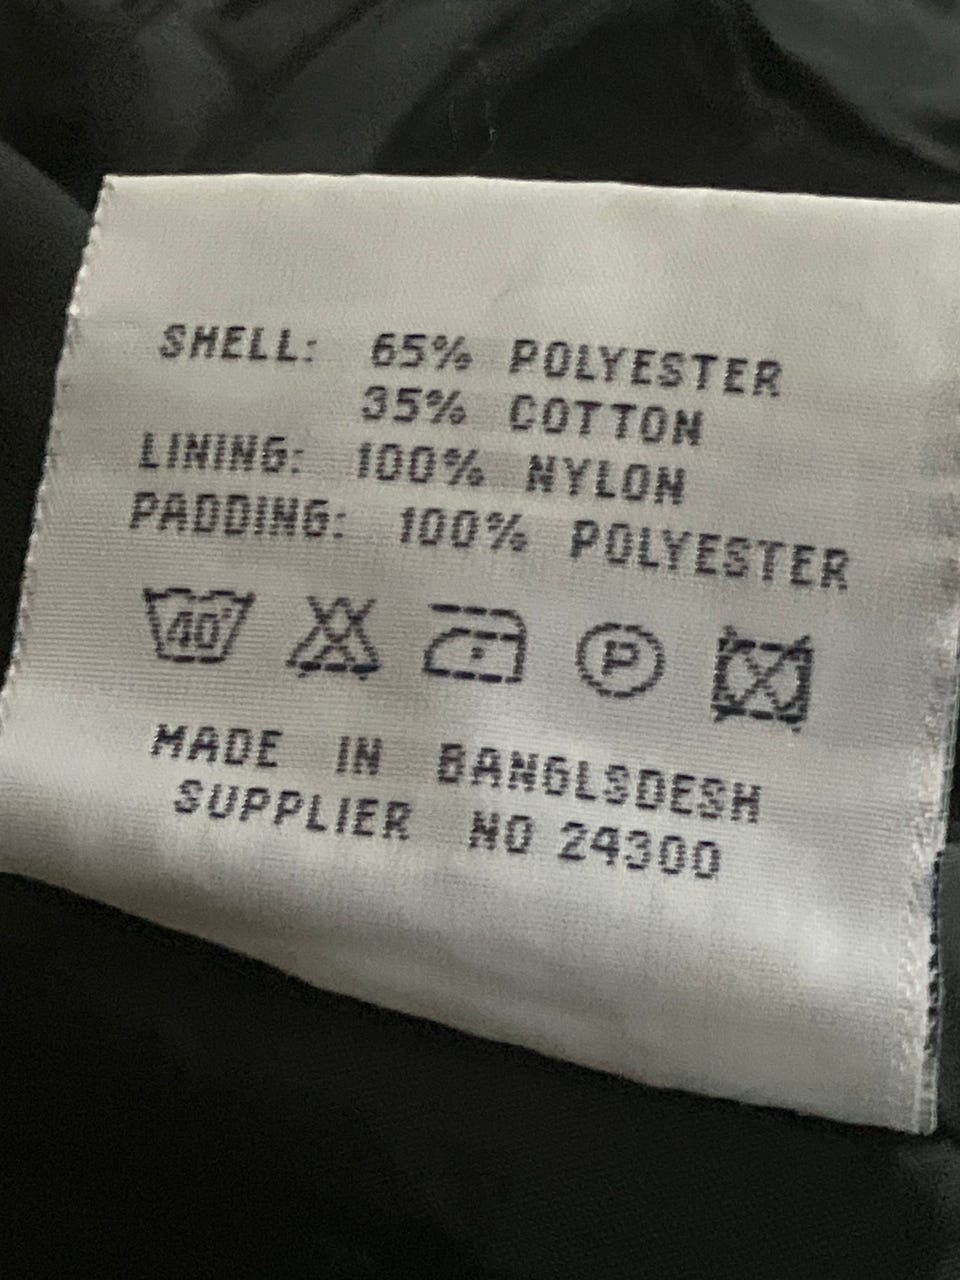 SHELL: 65% POLYESTER
35% COTTON
LINING: 100% NYLON
PADDING: 100% POLYESTER
40° P
MADE IN BANGLSDESH
SUPPLIER NO 24300